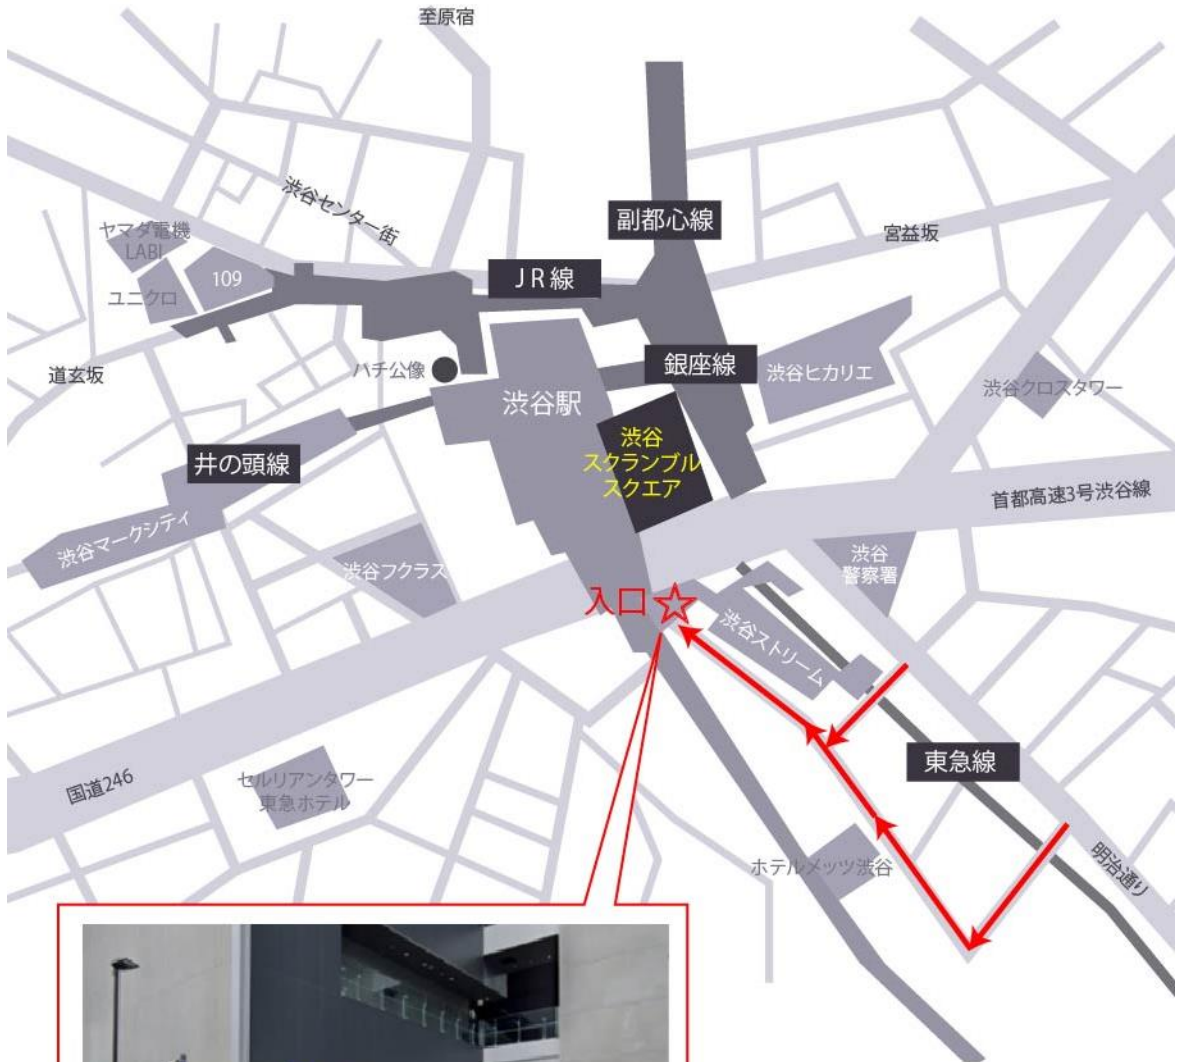 至原宿
渋谷センター街
ヤマダ電機
LABI
109
ユニクロ
道玄坂
JR線
副都心線
宮益坂
ハチ公像
渋谷駅
銀座線
渋谷ヒカリエ
渋谷クロスタワー
渋谷
スクランブル
スクエア
井の頭線
渋谷マークシティ
渋谷フクラス
首都高速3号渋谷線
渋谷
警察署
入口
渋谷ストリーム
国道246
セルリアンタワー
東急ホテル
東急線
ホテルメッツ渋谷
明治通り